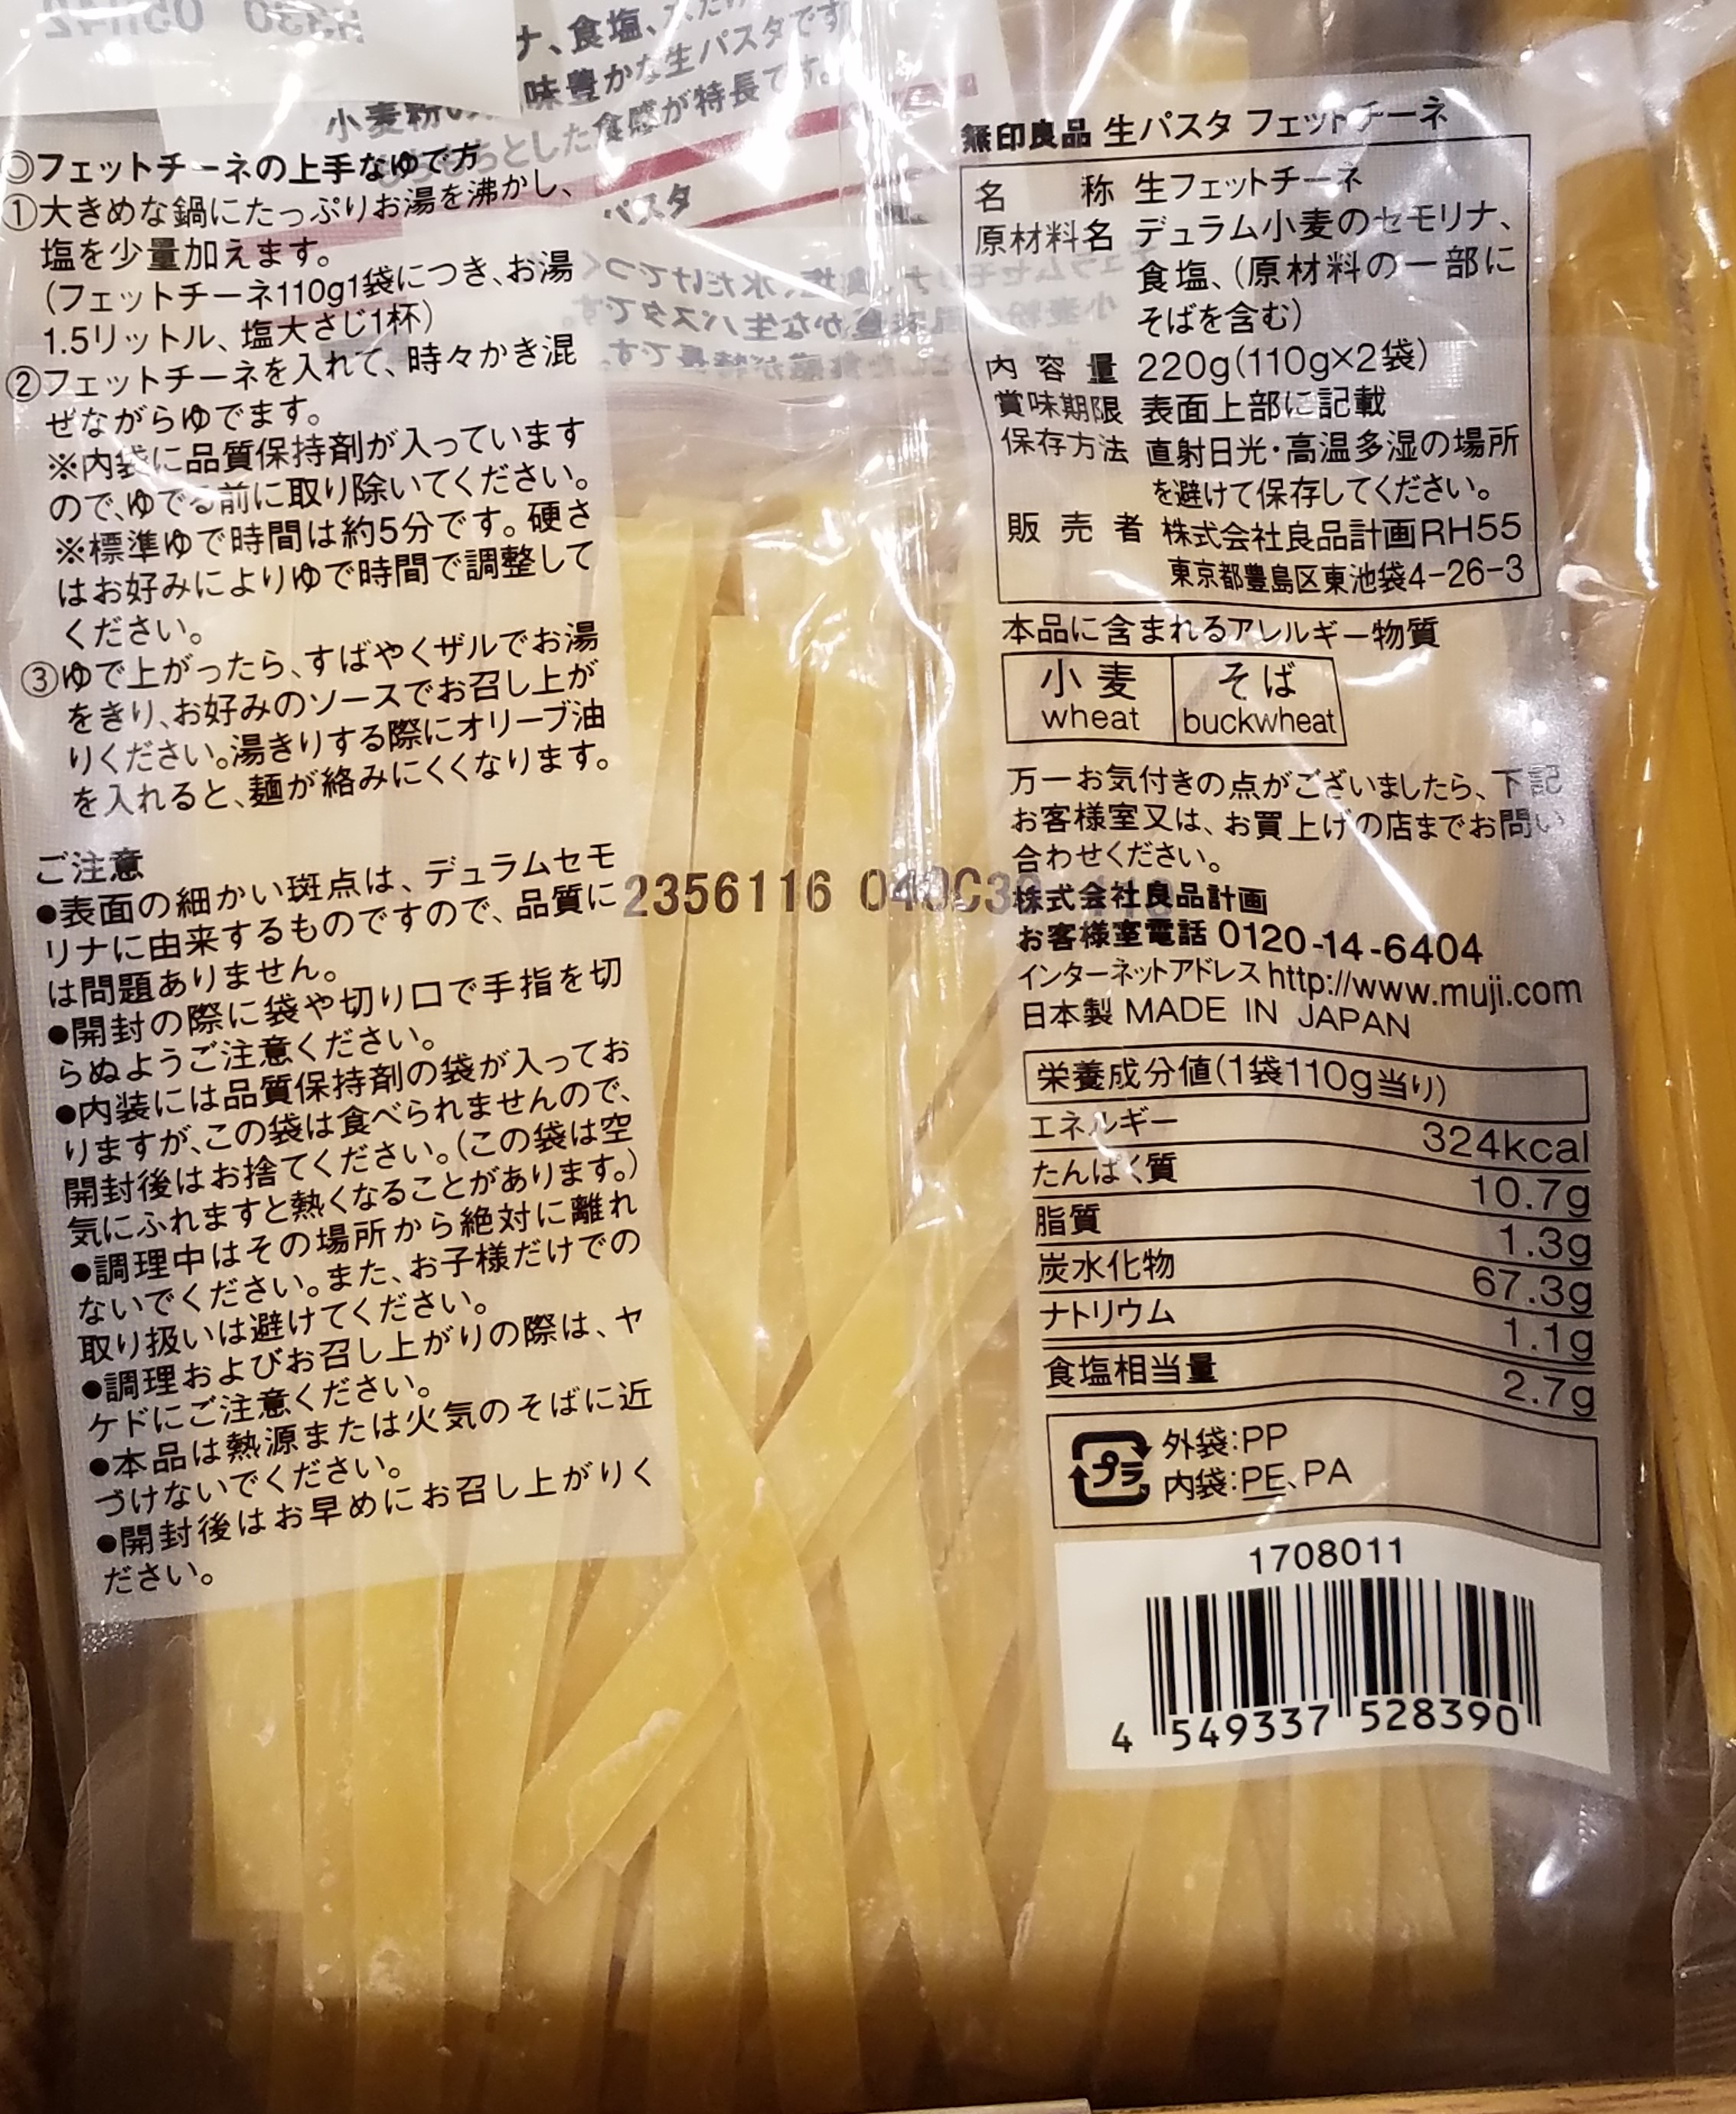 ナ、食塩、
味豊かな生パスタです
小麦粉の
ちとした食感が特長です。
パスタ
◎フェットチーネの上手なゆで方
①大きめな鍋にたっぷりお湯を沸かし、
塩を少量加えます。
(フェットチーネ110g1袋につき、お湯
1.5リットル、塩大さじ1杯)
②フェットチーネを入れて、時々かき混
ぜながらゆでます。
※内袋に品質保持剤が入っています
ので、ゆでる前に取り除いてください。
※標準ゆで時間は約5分です。硬さ
はお好みによりゆで時間で調整して
ください。
③ゆで上がったら、すばやくザルでお湯
をきり、お好みのソースでお召し上が
りください。湯きりする際にオリーブ油
を入れると、麺が絡みにくくなります。
ご注意
●表面の細かい斑点は、デュラムセモ
リナに由来するものですので、品質に
は問題ありません。
●開封の際に袋や切り口で手指を切
らぬようご注意ください。
●内装には品質保持剤の袋が入ってお
りますが、この袋は食べられませんので、
開封後はお捨てください。(この袋は空
気にふれますと熱くなることがあります。)
●調理中はその場所から絶対に離れ
ないでください。また、お子様だけでの
取り扱いは避けてください。
●調理およびお召し上がりの際は、ヤ
ケドにご注意ください。
●本品は熱源または火気のそばに近
づけないでください。
●開封後はお早めにお召し上がりく
ださい。
2356116
無印良品 生パスタ フェットチーネ
名称 生フェットチーネ
原材料名 デュラム小麦のセモリナ、
食塩、(原材料の一部に
そばを含む)
内容量 220g(110g×2袋)
賞味期限 表面上部に記載
保存方法 直射日光・高温多湿の場所
を避けて保存してください。
販売者 株式会社良品計画RH55
東京都豊島区東池袋4-26-3
本品に含まれるアレルギー物質
小麦 そば
wheat buckwheat
万一お気付きの点がございましたら、下記
お客様室又は、お買上げの店までお問い
合わせください。
株式会社良品計画
お客様室電話 0120-14-6404
インターネットアドレス http://www.muji.com
日本製 MADE IN JAPAN
栄養成分値(1袋110g当り)
エネルギー 324kcal
たんぱく質 10.7g
脂質 1.3g
炭水化物 67.3g
ナトリウム 1.1g
食塩相当量 2.7g
プラ 外袋:PP
内袋:PE、PA
1708011
4 549337 528390